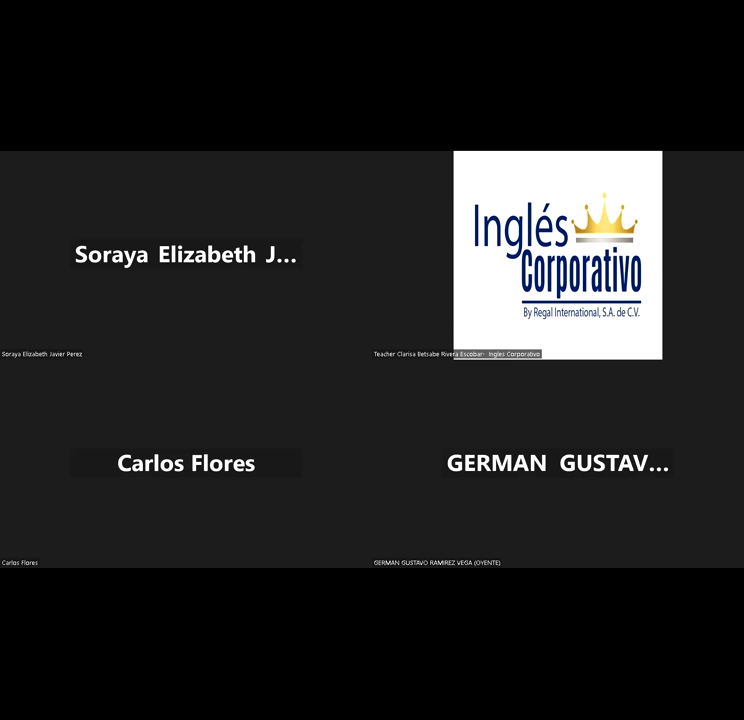 Soraya Elizabeth J...
Soraya Elizabeth Javier Perez
Inglés
Corporativo
By Regal International, S.A. de C.V.
Teacher Clarisa Betsabe Rivera Escobar- Ingles Corporativo
Carlos Flores
Carlos Flores
GERMAN GUSTAV...
GERMAN GUSTAVO RAMIREZ VEGA (OYENTE)